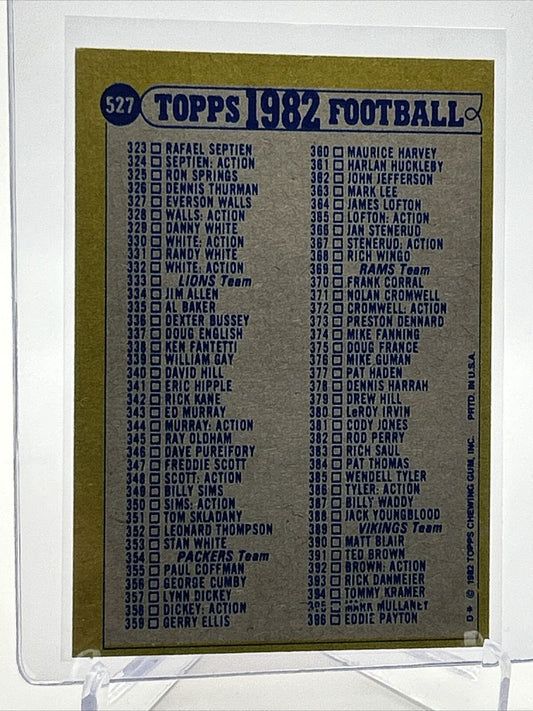 527 TOPPS 1982 FOOTBALL
323 RAFAEL SEPTIEN
324 SEPTIEN: ACTION
325 RON SPRINGS
326 DENNIS THURMAN
327 EVERSON WALLS
328 WALLS: ACTION
329 DANNY WHITE
330 WHITE: ACTION
331 RANDY WHITE
332 WHITE: ACTION
333 LIONS Team
334 JIM ALLEN
335 AL BAKER
336 DEXTER BUSSEY
337 DOUG ENGLISH
338 KEN FANTETTI
339 WILLIAM GAY
340 DAVID HILL
341 ERIC HIPPLE
342 RICK KANE
343 ED MURRAY
344 MURRAY: ACTION
345 RAY OLDHAM
346 DAVE PUREIFORY
347 FREDDIE SCOTT
348 SCOTT: ACTION
349 BILLY SIMS
350 SIMS: ACTION
351 TOM SKLADANY
352 LEONARD THOMPSON
353 STAN WHITE
354 PACKERS Team
355 PAUL COFFMAN
356 GEORGE CUMBY
357 LYNN DICKEY
358 DICKEY: ACTION
359 GERRY ELLIS
360 MAURICE HARVEY
361 HARLAN HUCKLEBY
362 JOHN JEFFERSON
363 MARK LEE
364 JAMES LOFTON
365 LOFTON: ACTION
366 JAN STENERUD
367 STENERUD: ACTION
368 RICH WINGO
369 RAMS Team
370 FRANK CORRAL
371 NOLAN CROMWELL
372 CROMWELL: ACTION
373 PRESTON DENNARD
374 MIKE FANNING
375 DOUG FRANCE
376 MIKE GUMAN
377 PAT HADEN
378 DENNIS HARRAH
379 DREW HILL
380 LeROY IRVIN
381 CODY JONES
382 ROD PERRY
383 RICH SAUL
384 PAT THOMAS
385 WENDELL TYLER
386 TYLER: ACTION
387 BILLY WADDY
388 JACK YOUNGBLOOD
389 VIKINGS Team
390 MATT BLAIR
391 TED BROWN
392 BROWN: ACTION
393 RICK DANMEIER
394 TOMMY KRAMER
395 MARK MULLANEY
396 EDDIE PAYTON
D* © 1982 TOPPS CHEWING GUM, INC. PRTD. IN U.S.A.